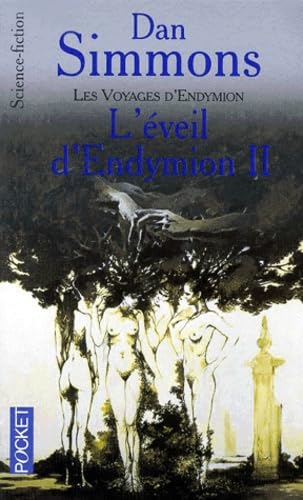 Dan
Simmons
Science-fiction
LES VOYAGES D'ENDYMION
L'éveil
d'Endymion II
POCKET